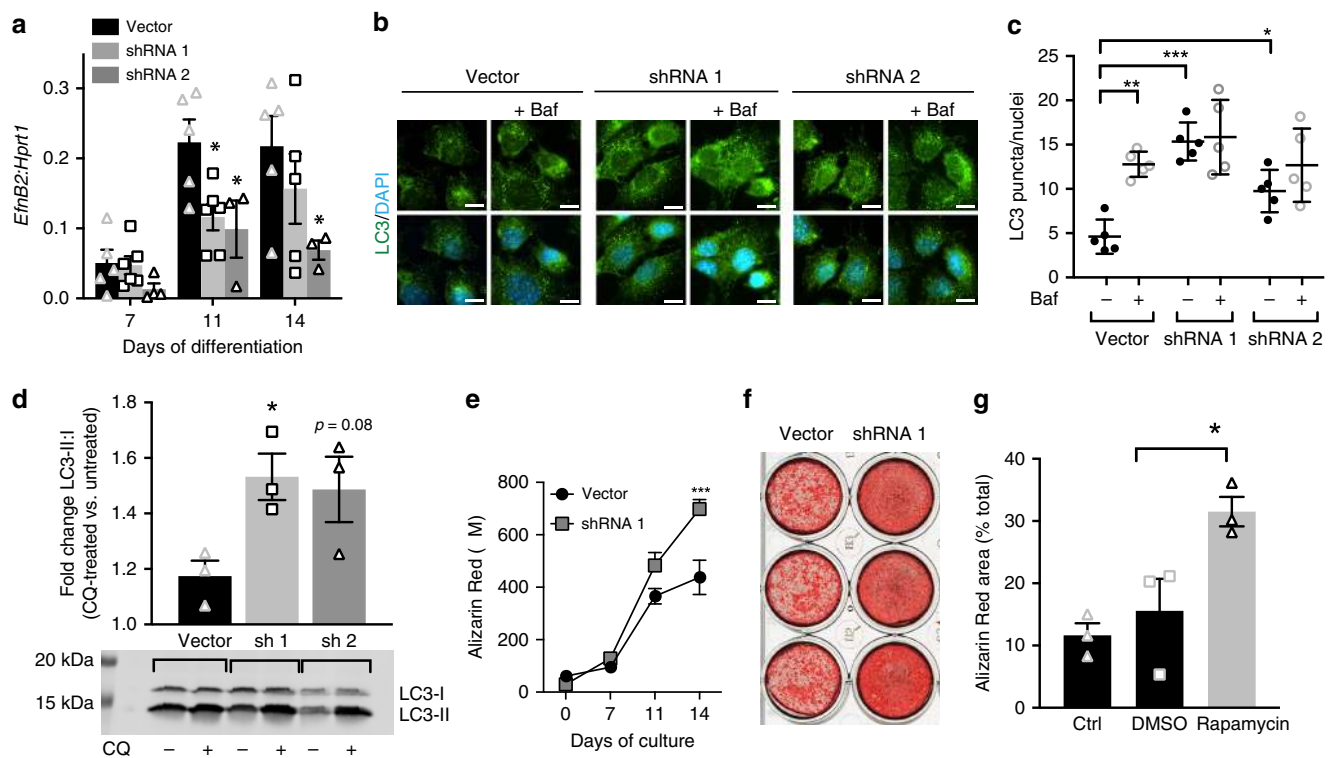 a
Vector
shRNA 1
shRNA 2
EfnB2:Hprt1
0.3
0.2
0.1
0.0
* * *
7 11 14
Days of differentiation
b
Vector shRNA 1 shRNA 2
+ Baf + Baf + Baf
LC3/DAPI
c
LC3 puncta/nuclei
25
20
15
10
5
0
*
***
**
Baf – + – + – +
Vector shRNA 1 shRNA 2
d
Fold change LC3-II:I
(CQ-treated vs. untreated)
1.8
1.6
1.4
1.2
1.0
*
p = 0.08
Vector sh 1 sh 2
20 kDa
15 kDa
LC3-I
LC3-II
CQ – + – + – +
e
Alizarin Red ( M)
800
600
400
200
0
Vector
shRNA 1
***
0 7 11 14
Days of culture
f
Vector shRNA 1
g
Alizarin Red area (% total)
40
30
20
10
0
*
Ctrl DMSO Rapamycin